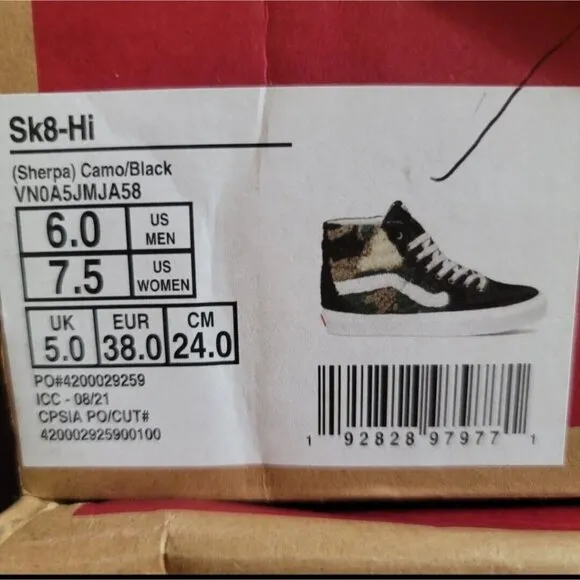 Sk8-Hi
(Sherpa) Camo/Black
VN0A5JMJA58
6.0 US MEN
7.5 US WOMEN
UK EUR CM
5.0 38.0 24.0
PO#4200029259
ICC - 08/21
CPSIA PO/CUT#
420002925900100
1 92828 97977 1